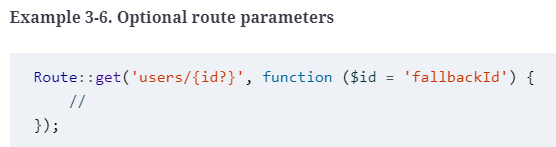 Example 3-6. Optional route parameters
Route::get('users/{id?}', function ($id = 'fallbackId') {
    //
});